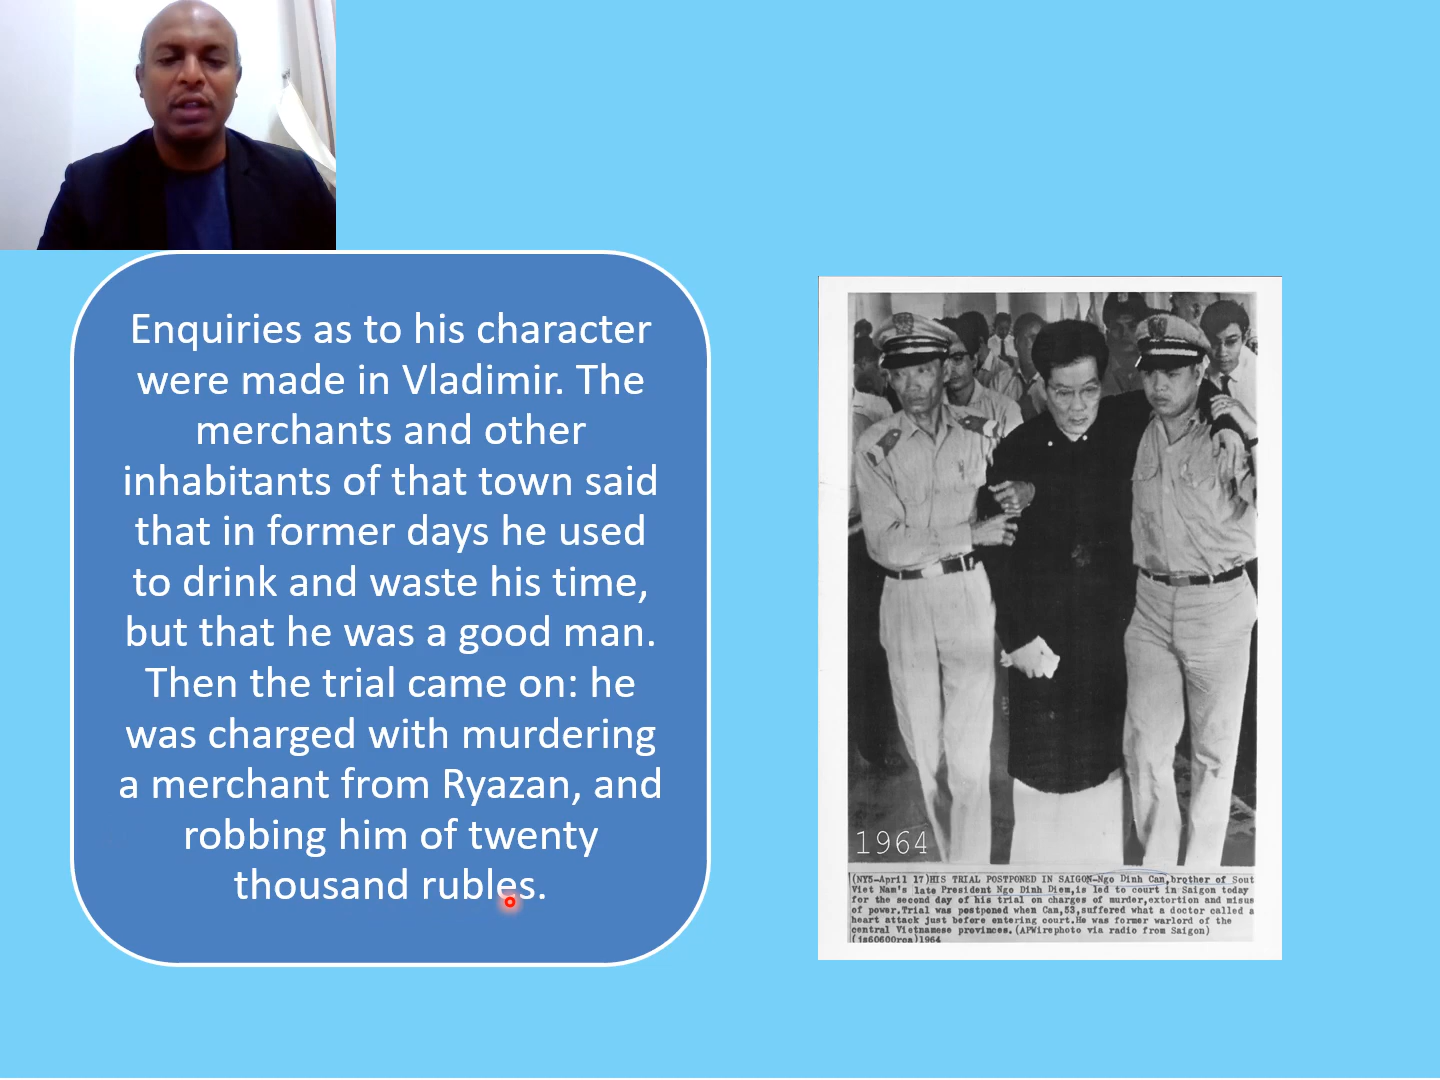 Enquiries as to his character
were made in Vladimir. The
merchants and other
inhabitants of that town said
that in former days he used
to drink and waste his time,
but that he was a good man.
Then the trial came on: he
was charged with murdering
a merchant from Ryazan, and
robbing him of twenty
thousand rubles.
1964
(NY5-April 17)HIS TRIAL POSTPONED IN SAIGON-Ngo Dinh Can,brother of Sout
Viet Nam's late President Ngo Dinh Diem,is led to court in Saigon today
for the second day of his trial on charges of murder,extortion and misus
of power.Trial was postponed when Can,53,suffered what a doctor called a
heart attack just before entering court.He was former warlord of the
central Vietnamese provinces.(APWirephoto via radio from Saigon)
1964